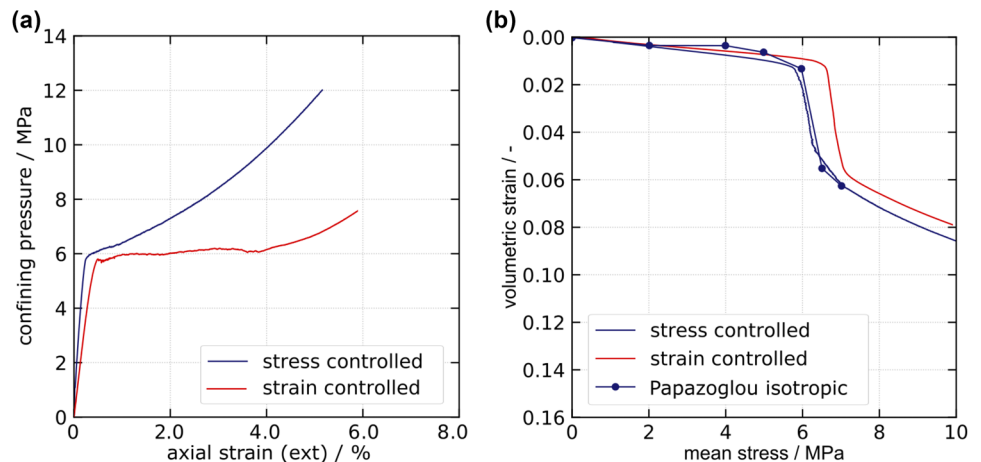 (a)
14
12
10
8
6
4
2
0
confining pressure / MPa
0
2.0
4.0
6.0
8.0
axial strain (ext) / %
stress controlled
strain controlled
(b)
0.00
0.02
0.04
0.06
0.08
0.10
0.12
0.14
0.16
volumetric strain / -
0
2
4
6
8
10
mean stress / MPa
stress controlled
strain controlled
Papazoglou isotropic